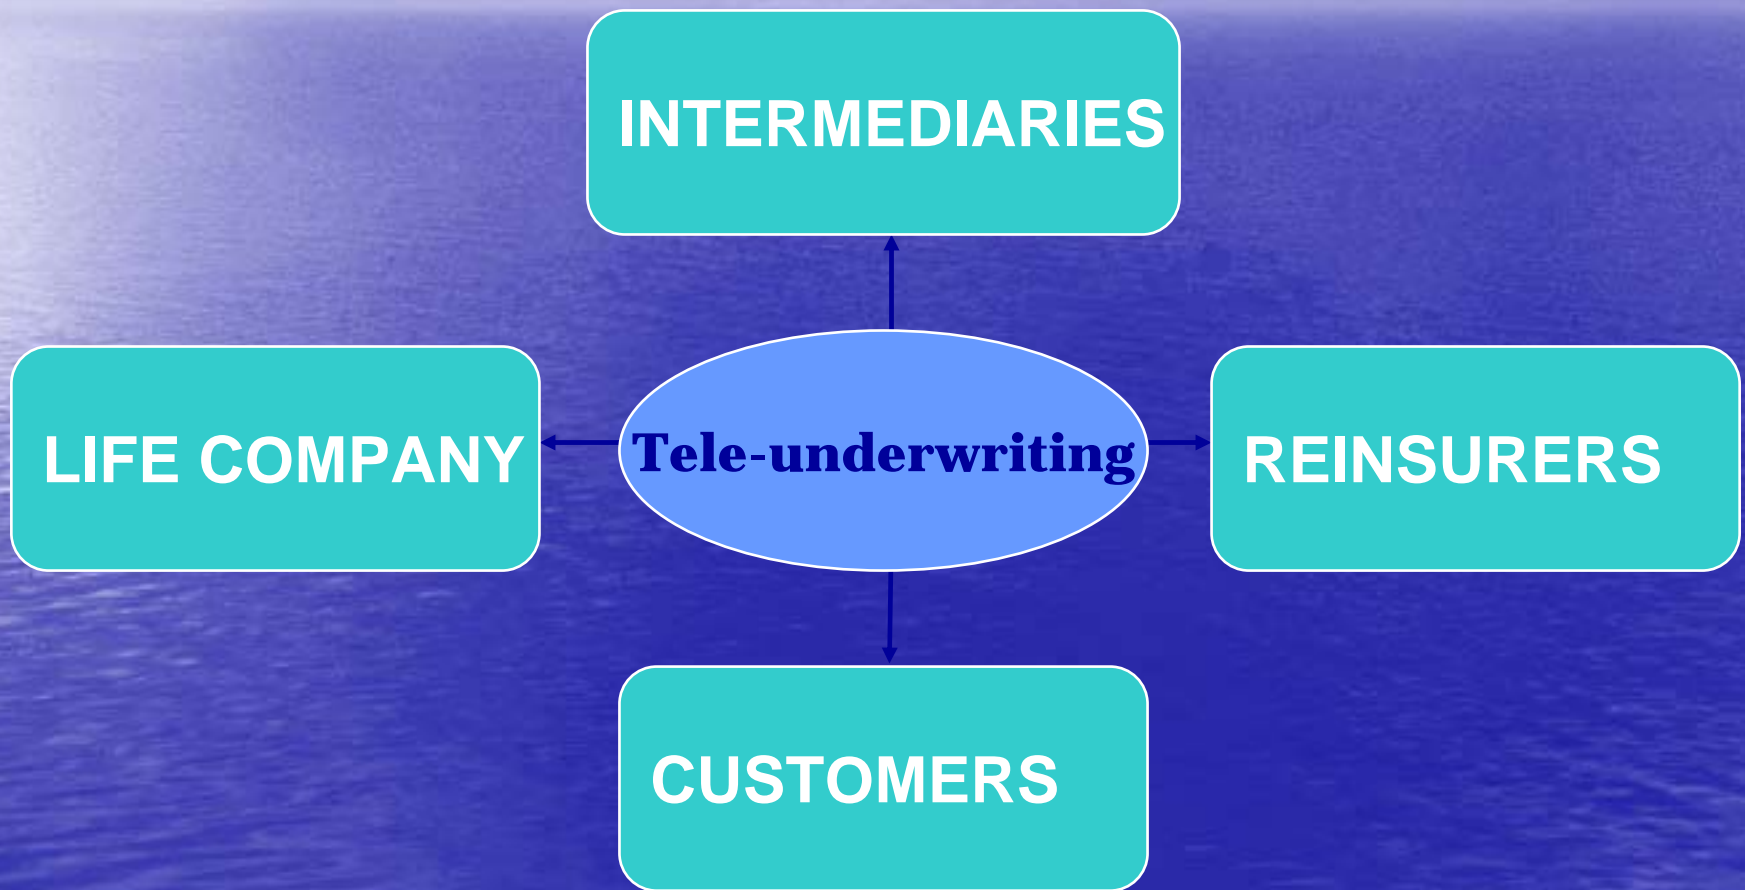 INTERMEDIARIES
LIFE COMPANY
Tele-underwriting
REINSURERS
CUSTOMERS